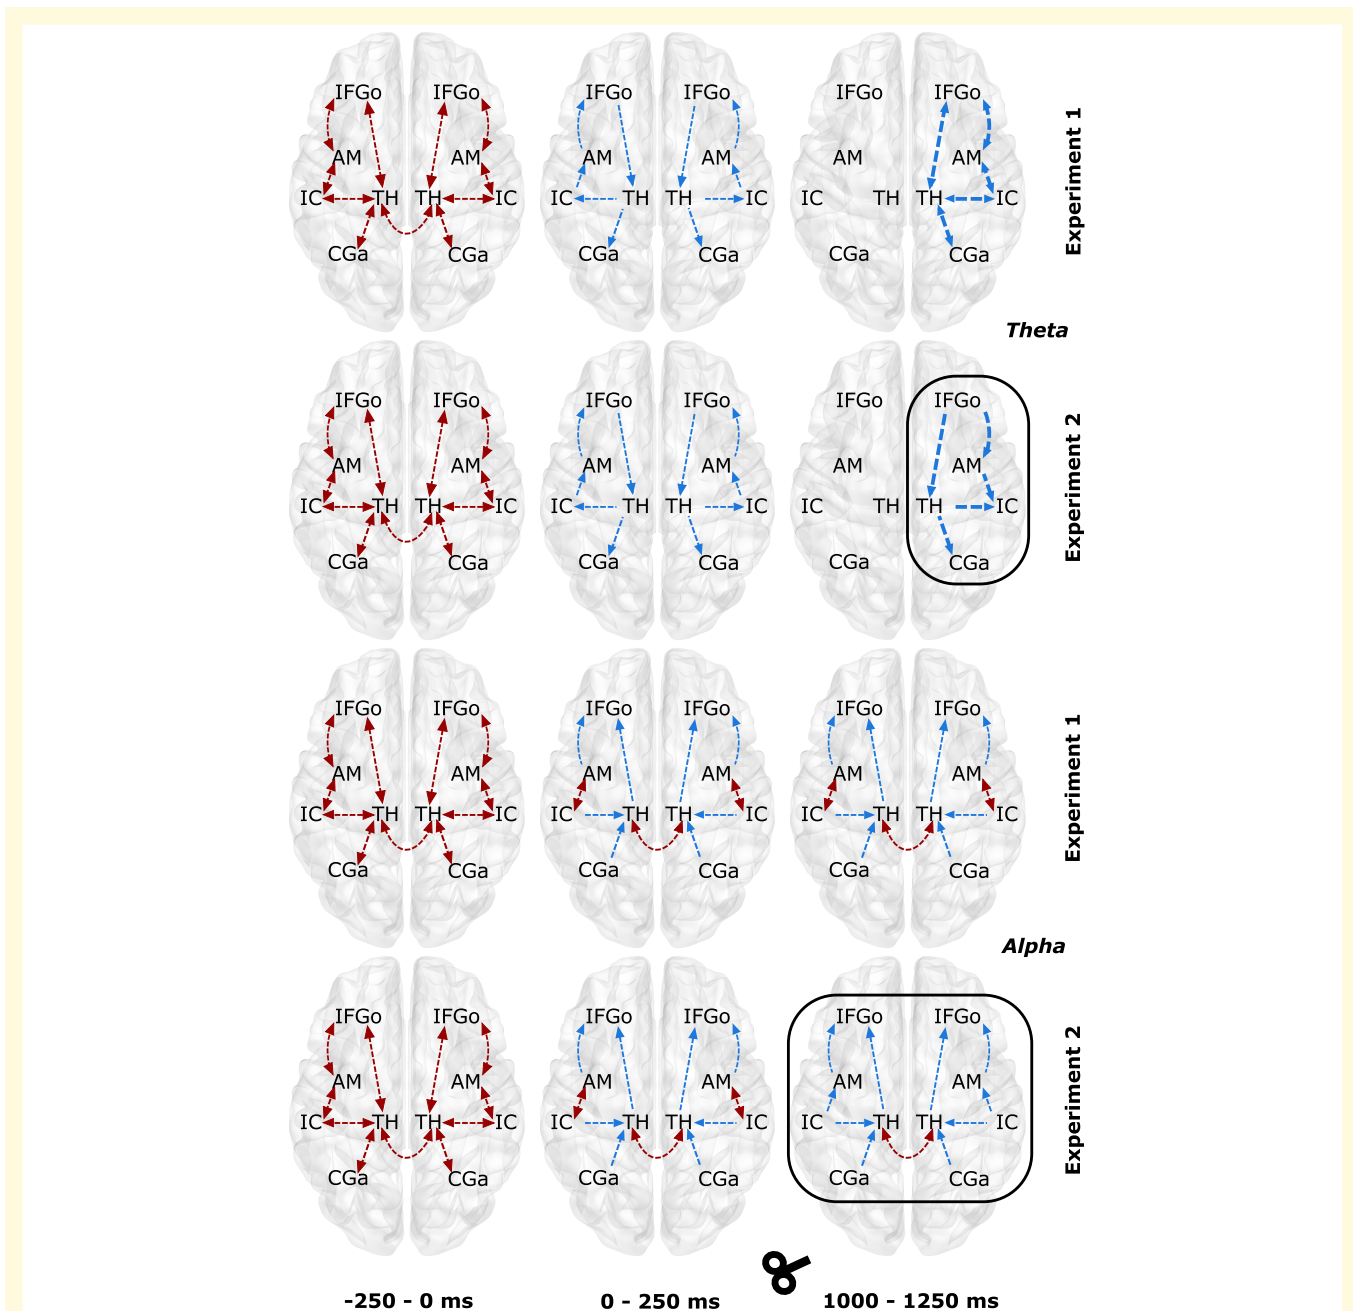 IFGo IFGo IFGo IFGo IFGo IFGo
AM AM AM AM AM AM
IC TH TH IC IC TH TH IC IC TH TH IC
CGa CGa CGa CGa CGa CGa
Experiment 1
Theta
IFGo IFGo IFGo IFGo IFGo IFGo
AM AM AM AM AM AM
IC TH TH IC IC TH TH IC IC TH TH IC
CGa CGa CGa CGa CGa CGa
Experiment 2
IFGo IFGo IFGo IFGo IFGo IFGo
AM AM AM AM AM AM
IC TH TH IC IC TH TH IC IC TH TH IC
CGa CGa CGa CGa CGa CGa
Experiment 1
Alpha
IFGo IFGo IFGo IFGo IFGo IFGo
AM AM AM AM AM AM
IC TH TH IC IC TH TH IC IC TH TH IC
CGa CGa CGa CGa CGa CGa
Experiment 2
-250 - 0 ms 0 - 250 ms 1000 - 1250 ms